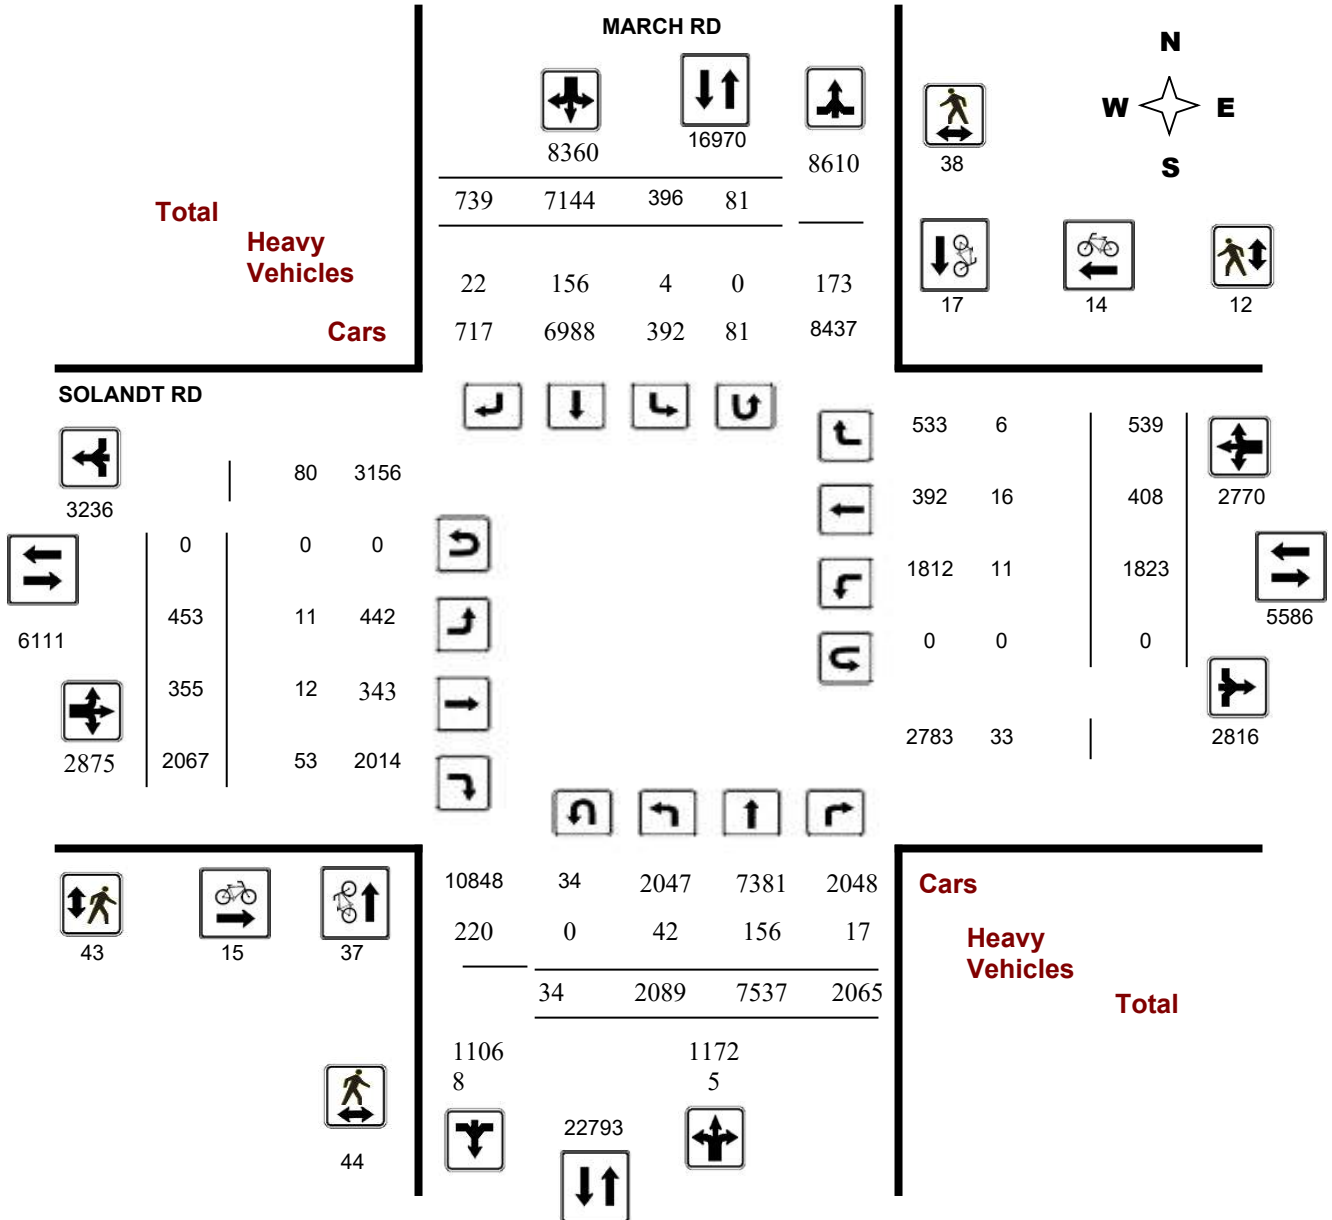 MARCH RD
N
W E
S
8360
16970
8610
38
739 7144 396 81
Total
Heavy
Vehicles
22 156 4 0 173
17 14 12
Cars
717 6988 392 81 8437
SOLANDT RD
533 6 539
80 3156
3236
392 16 408 2770
0 0 0
1812 11 1823
453 11 442
5586
6111
0 0 0
355 12 343
2783 33 2816
2875 2067 53 2014
10848 34 2047 7381 2048
Cars
43 15 37
220 0 42 156 17
Heavy
Vehicles
34 2089 7537 2065
Total
1106 1172
8 5
22793
44